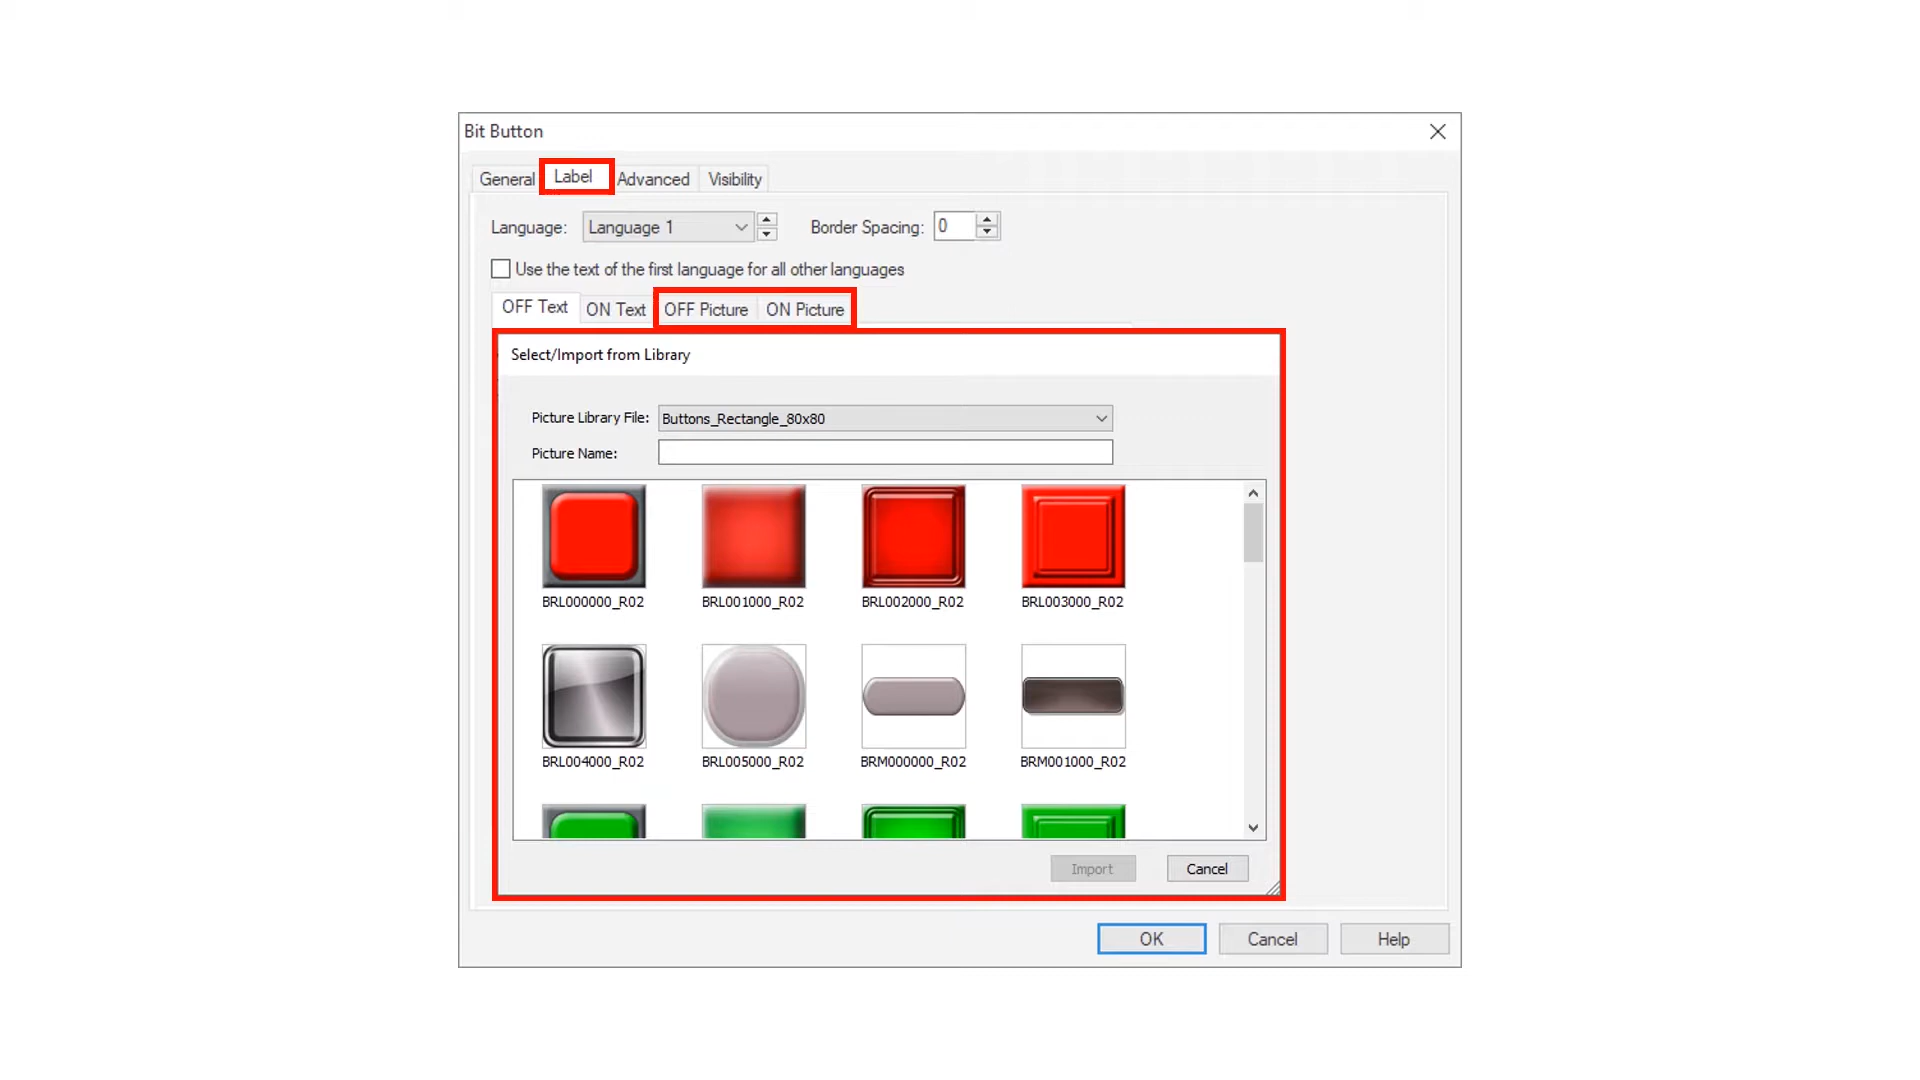 Bit Button
General Label Advanced Visibility
Language: Language 1 Border Spacing: 0
Use the text of the first language for all other languages
OFF Text ON Text OFF Picture ON Picture
Select/Import from Library
Picture Library File: Buttons_Rectangle_80x80
Picture Name:
BRL000000_R02 BRL001000_R02 BRL002000_R02 BRL003000_R02
BRL004000_R02 BRL005000_R02 BRM000000_R02 BRM001000_R02
Import Cancel
OK Cancel Help